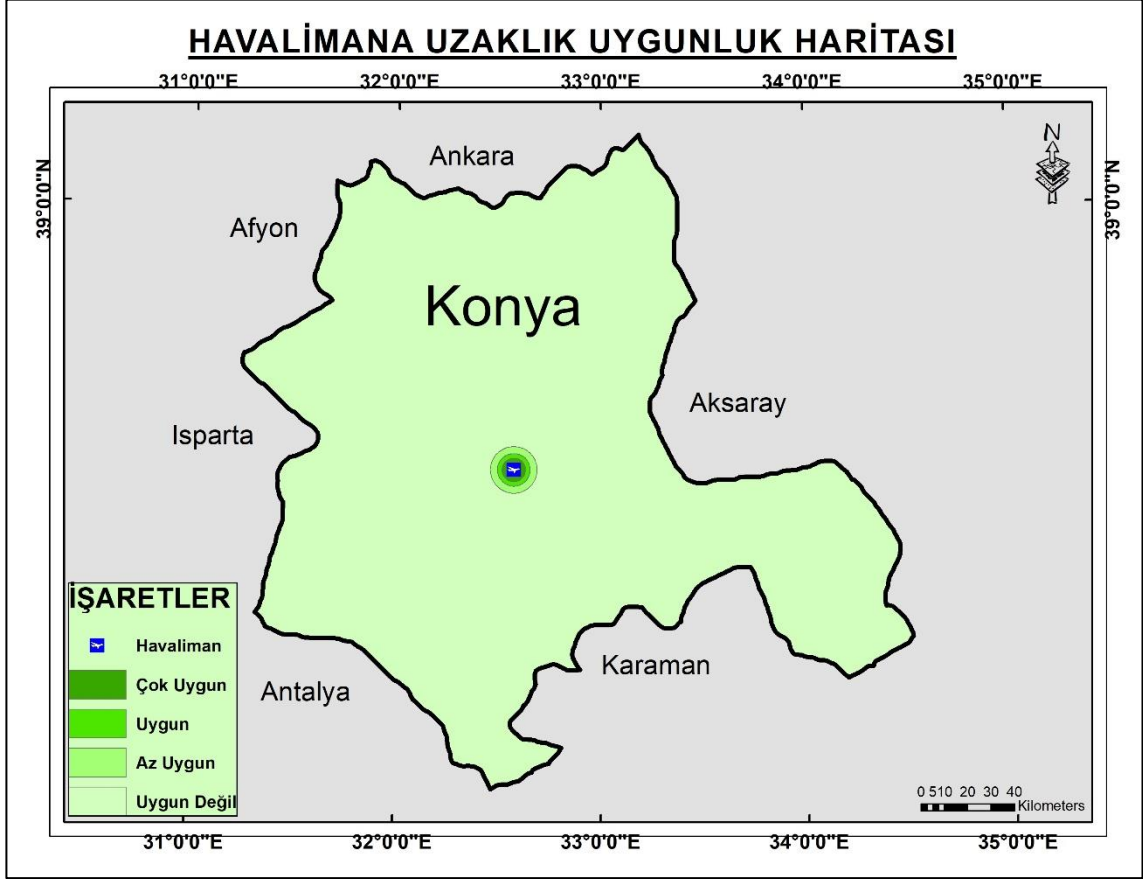 HAVALİMANA UZAKLIK UYGUNLUK HARİTASI
31°0'0"E 32°0'0"E 33°0'0"E 34°0'0"E 35°0'0"E
N
39°0'0"N
39°0'0"N
Ankara
Afyon
Konya
Aksaray
Isparta
Karaman
Antalya
İŞARETLER
Havaliman
Çok Uygun
Uygun
Az Uygun
Uygun Değil
0 5 10 20 30 40
Kilometers
31°0'0"E 32°0'0"E 33°0'0"E 34°0'0"E 35°0'0"E